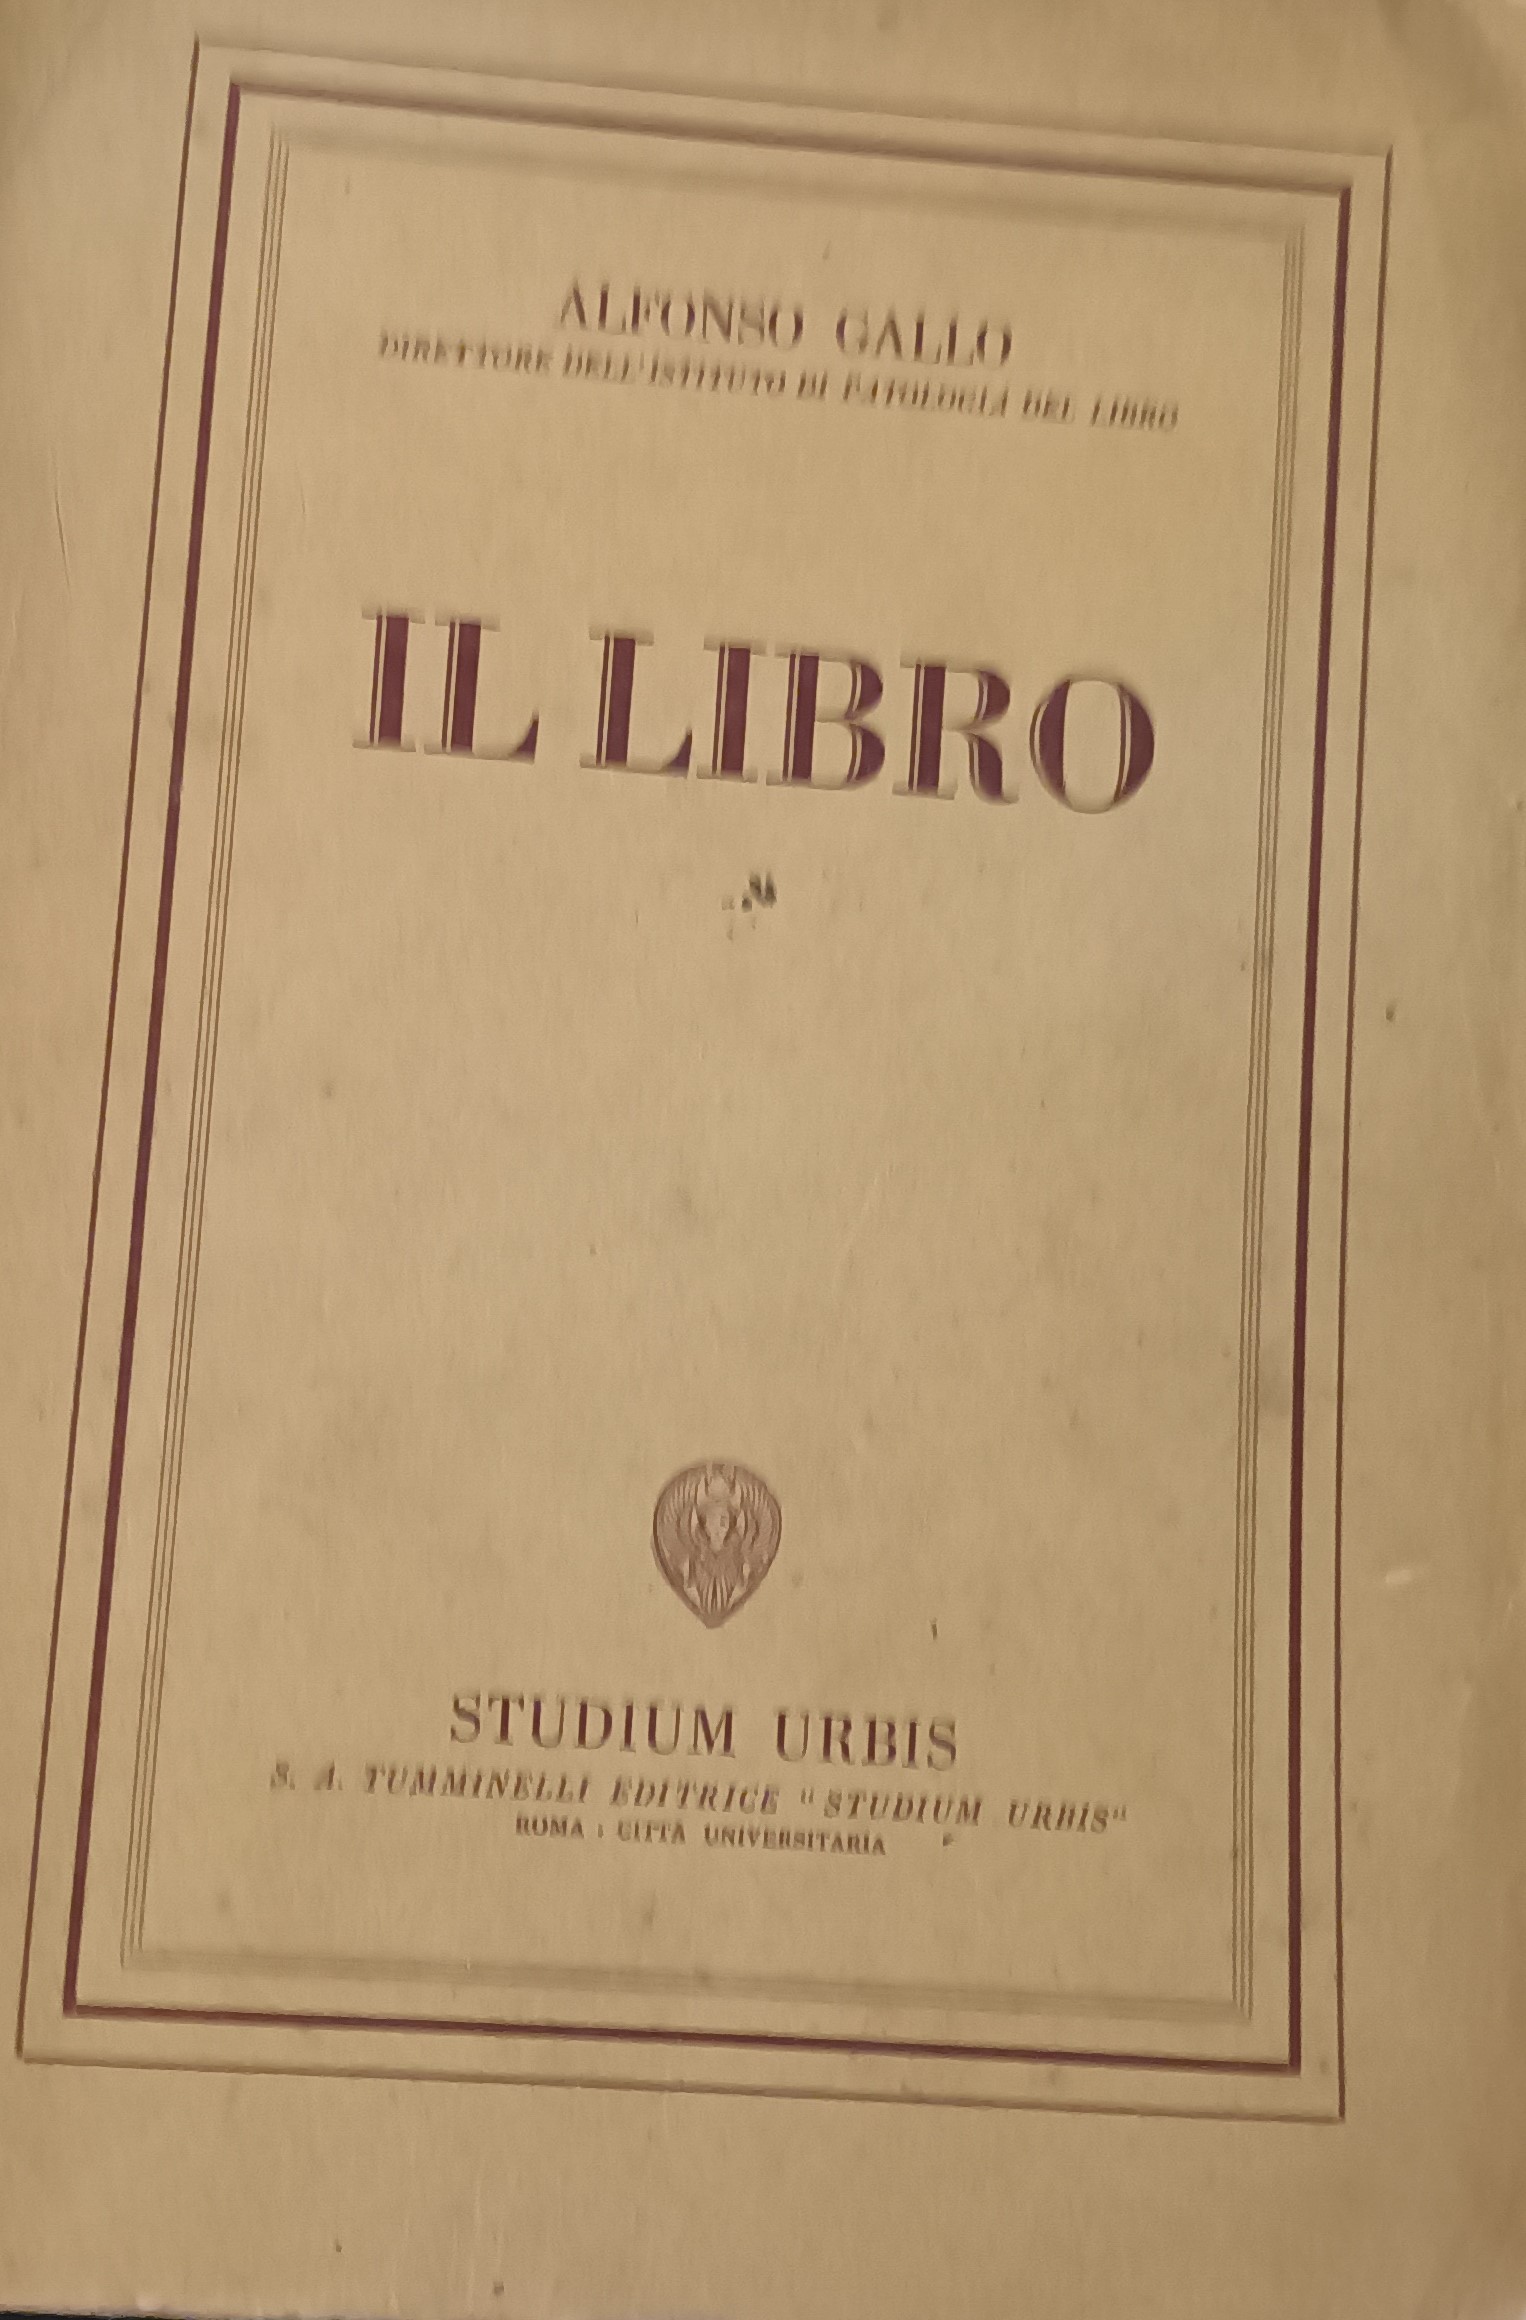 ALFONSO GALLO
DIRETTORE DELL'ISTITUTO DI PATOLOGIA DEL LIBRO
IL LIBRO
STUDIUM URBIS
S. A. TUMMINELLI EDITRICE "STUDIUM URBIS"
ROMA : CITTÀ UNIVERSITARIA